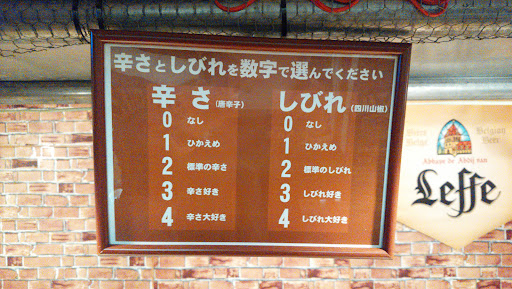 辛さとしびれを数字で選んでください
辛さ(唐辛子)
0 なし
1 ひかえめ
2 標準の辛さ
3 辛さ好き
4 辛さ大好き
しびれ(四川山椒)
0 なし
1 ひかえめ
2 標準のしびれ
3 しびれ好き
4 しびれ大好き
Belgian
Beer
Leffe